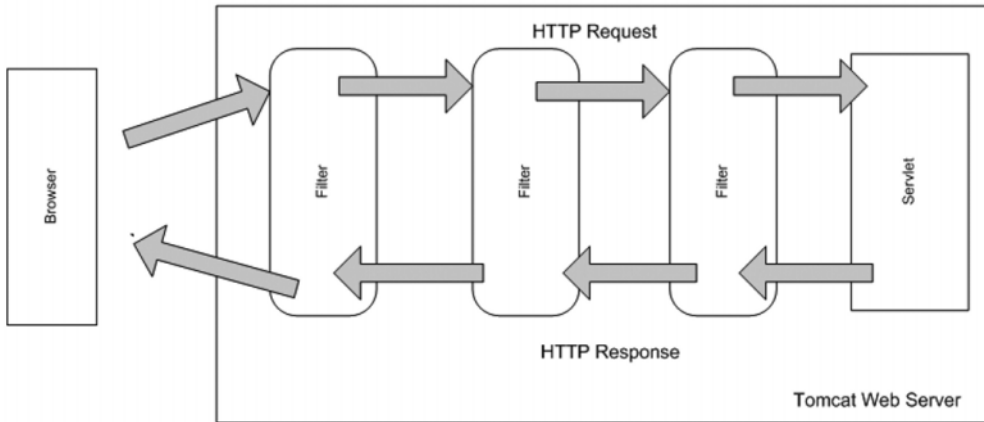 HTTP Request
Browser
Filter
Filter
Filter
Servlet
HTTP Response
Tomcat Web Server